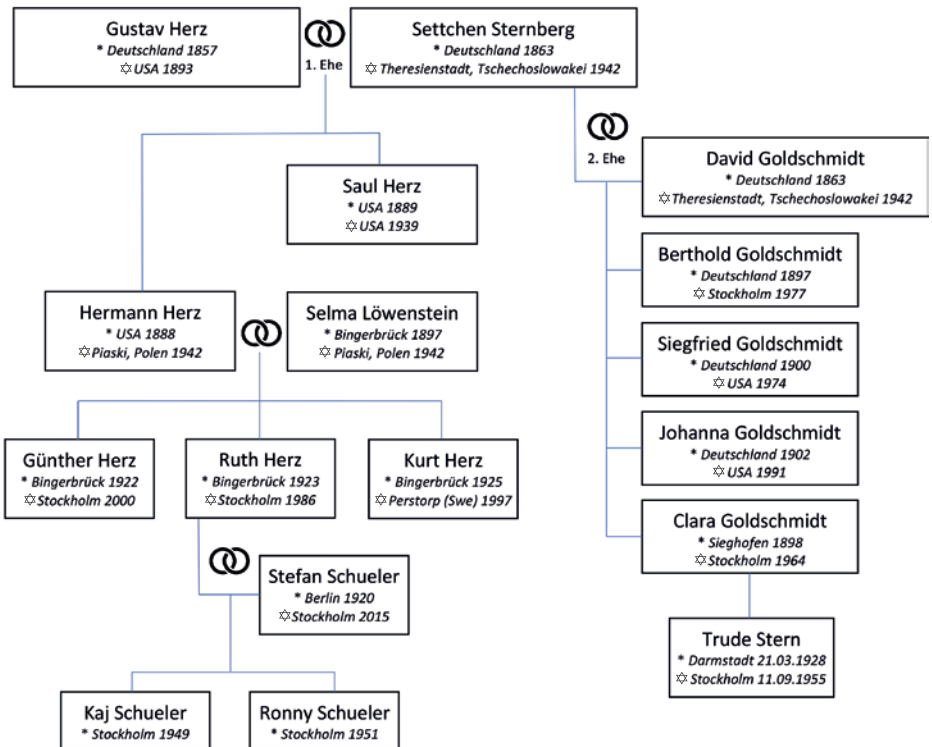 Gustav Herz
* Deutschland 1857
✡ USA 1893
1. Ehe
Settchen Sternberg
* Deutschland 1863
✡ Theresienstadt, Tschechoslowakei 1942
2. Ehe
David Goldschmidt
* Deutschland 1863
✡ Theresienstadt, Tschechoslowakei 1942
Saul Herz
* USA 1889
✡ USA 1939
Berthold Goldschmidt
* Deutschland 1897
✡ Stockholm 1977
Hermann Herz
* USA 1888
✡ Piaski, Polen 1942
Selma Löwenstein
* Bingerbrück 1897
✡ Piaski, Polen 1942
Siegfried Goldschmidt
* Deutschland 1900
✡ USA 1974
Günther Herz
* Bingerbrück 1922
✡ Stockholm 2000
Ruth Herz
* Bingerbrück 1923
✡ Stockholm 1986
Kurt Herz
* Bingerbrück 1925
✡ Perstorp (Swe) 1997
Johanna Goldschmidt
* Deutschland 1902
✡ USA 1991
Clara Goldschmidt
* Sieghofen 1898
✡ Stockholm 1964
Stefan Schueler
* Berlin 1920
✡ Stockholm 2015
Trude Stern
* Darmstadt 21.03.1928
✡ Stockholm 11.09.1955
Kaj Schueler
* Stockholm 1949
Ronny Schueler
* Stockholm 1951